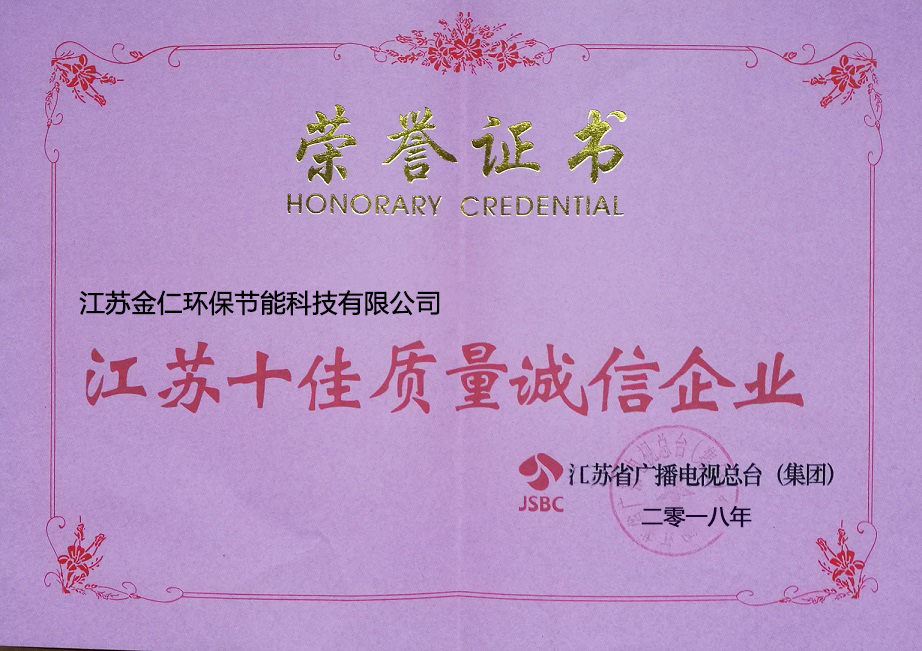 荣誉证书
HONORARY CREDENTIAL
江苏金仁环保节能科技有限公司
江苏十佳质量诚信企业
JSBC
江苏省广播电视总台（集团）
二零一八年